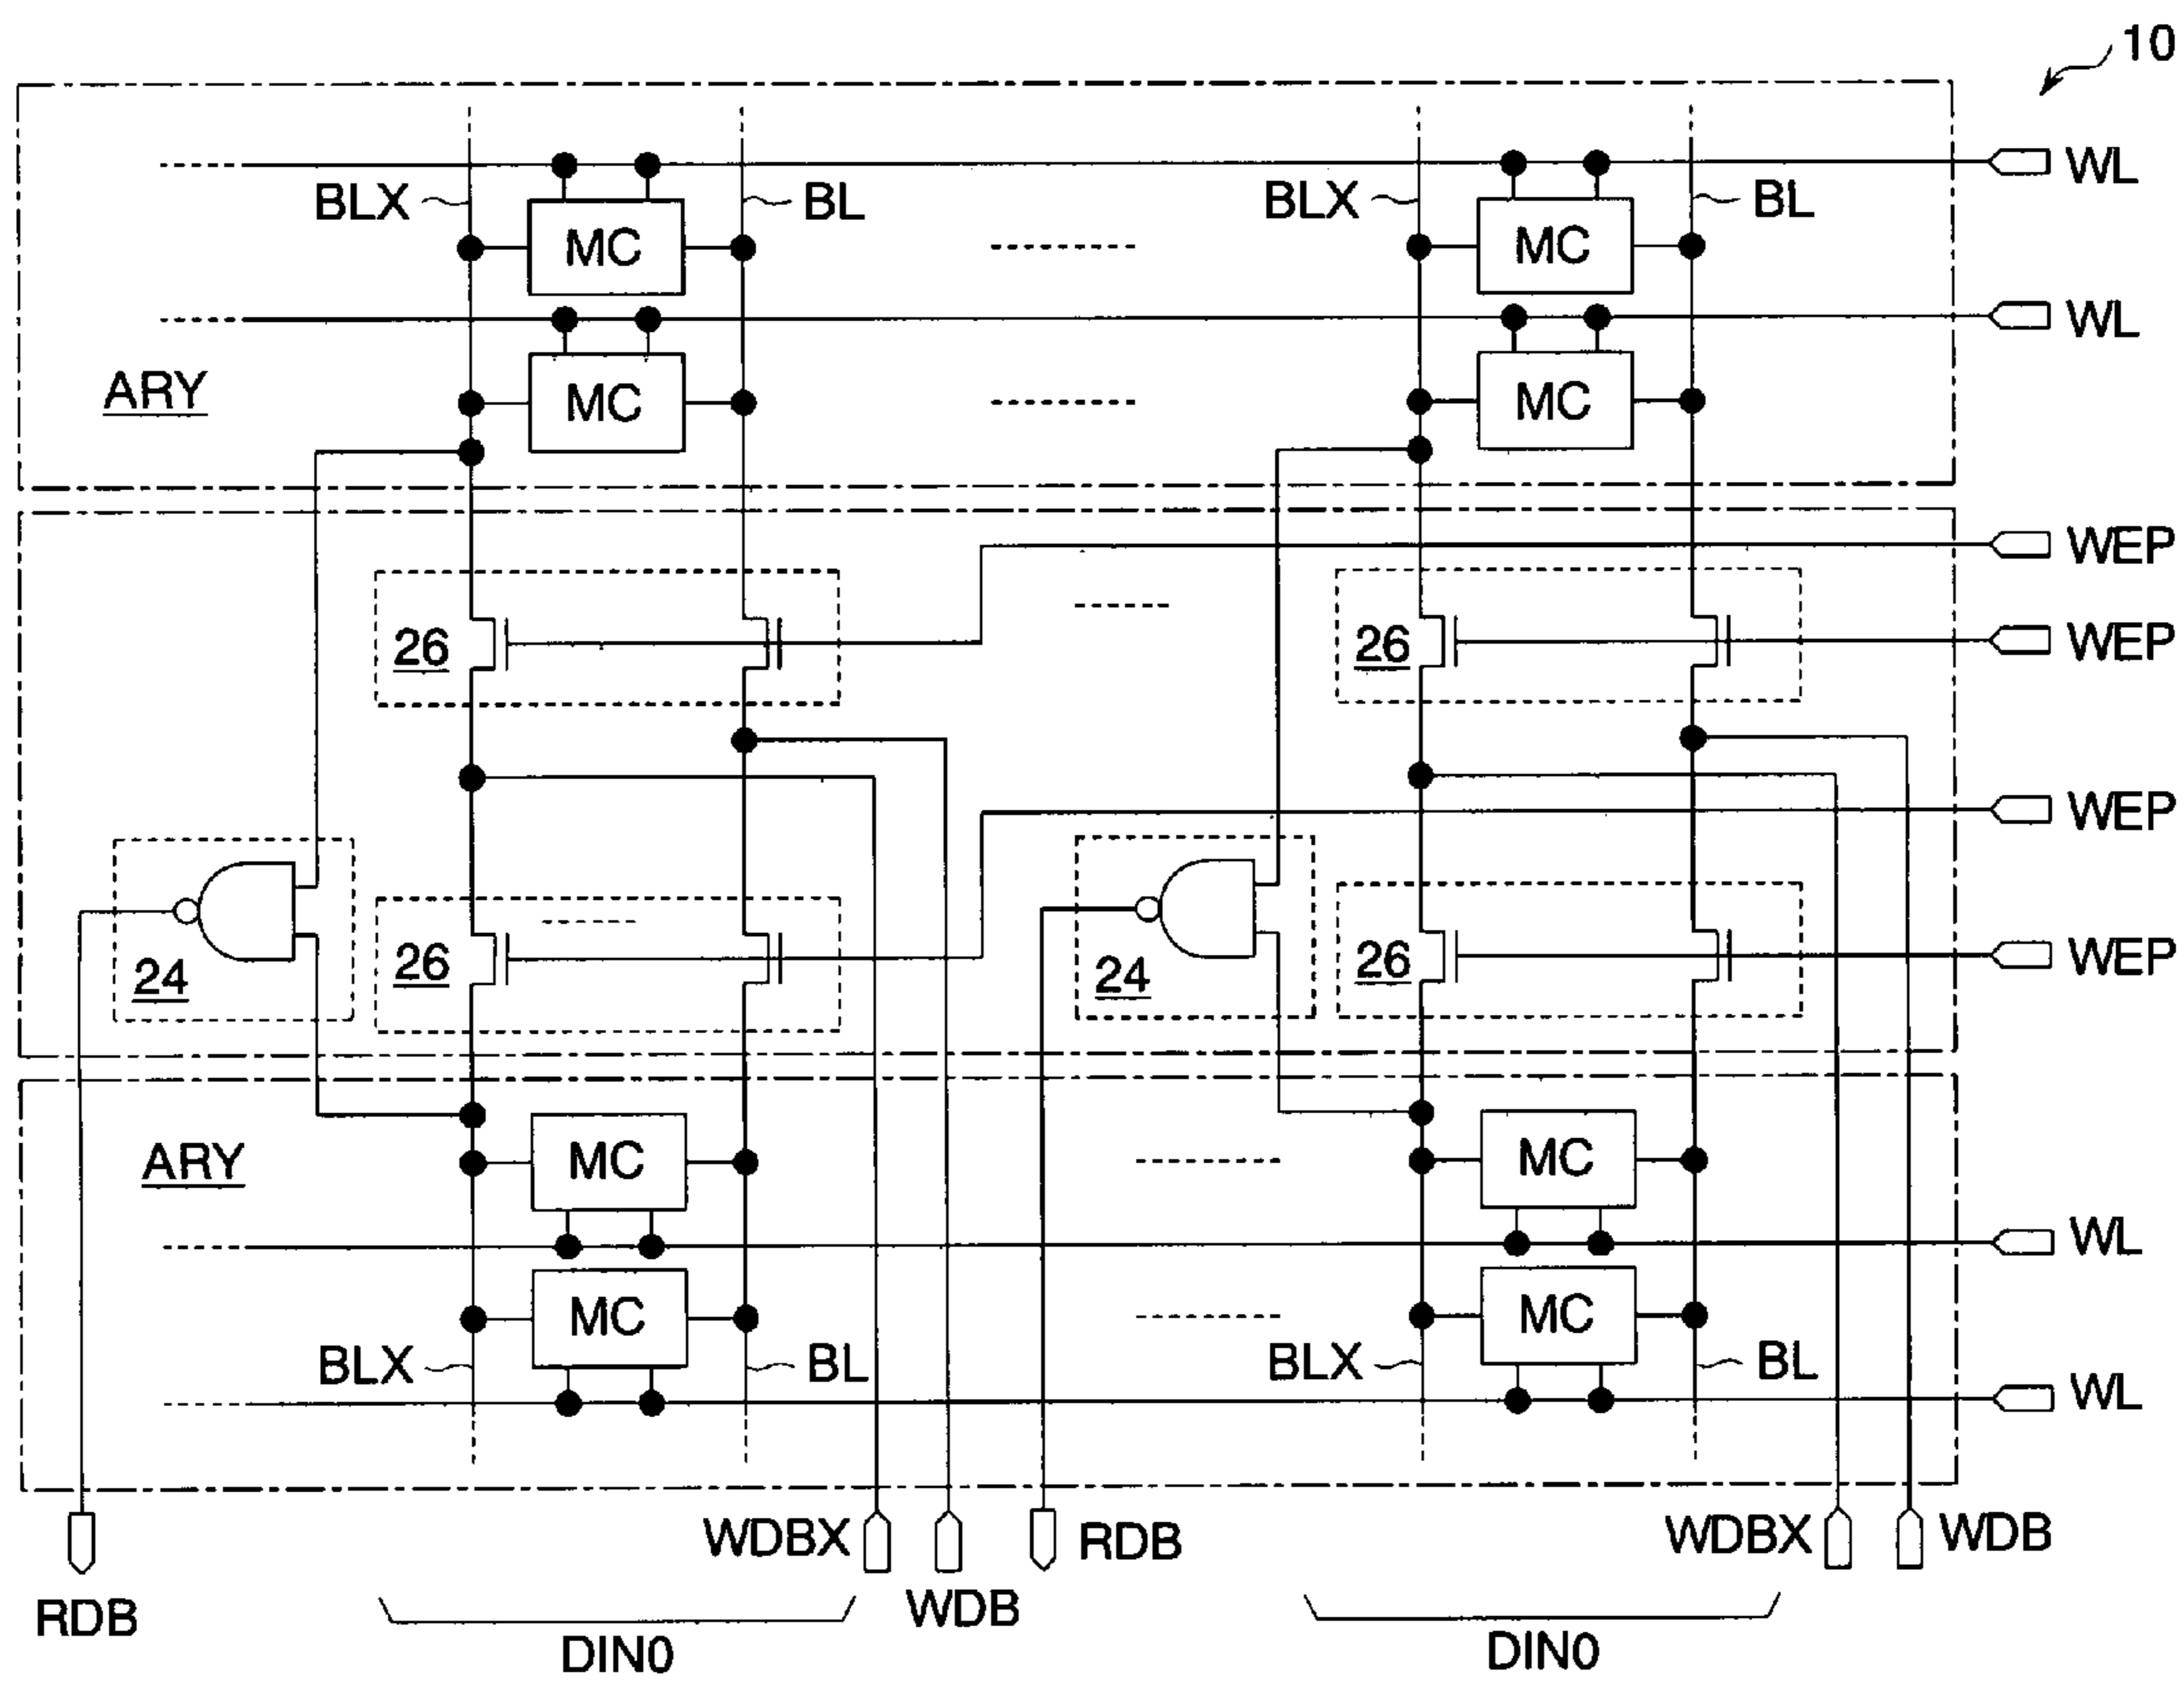 10
WL
BLX BL BLX BL
MC MC
WL
ARY MC MC
WEP
26 26 WEP
WEP
24 26 24 26 WEP
ARY MC MC
WL
MC MC
BLX BL BLX BL
WL
WDBX RDB WDBX WDB
RDB WDB
DIN0 DIN0